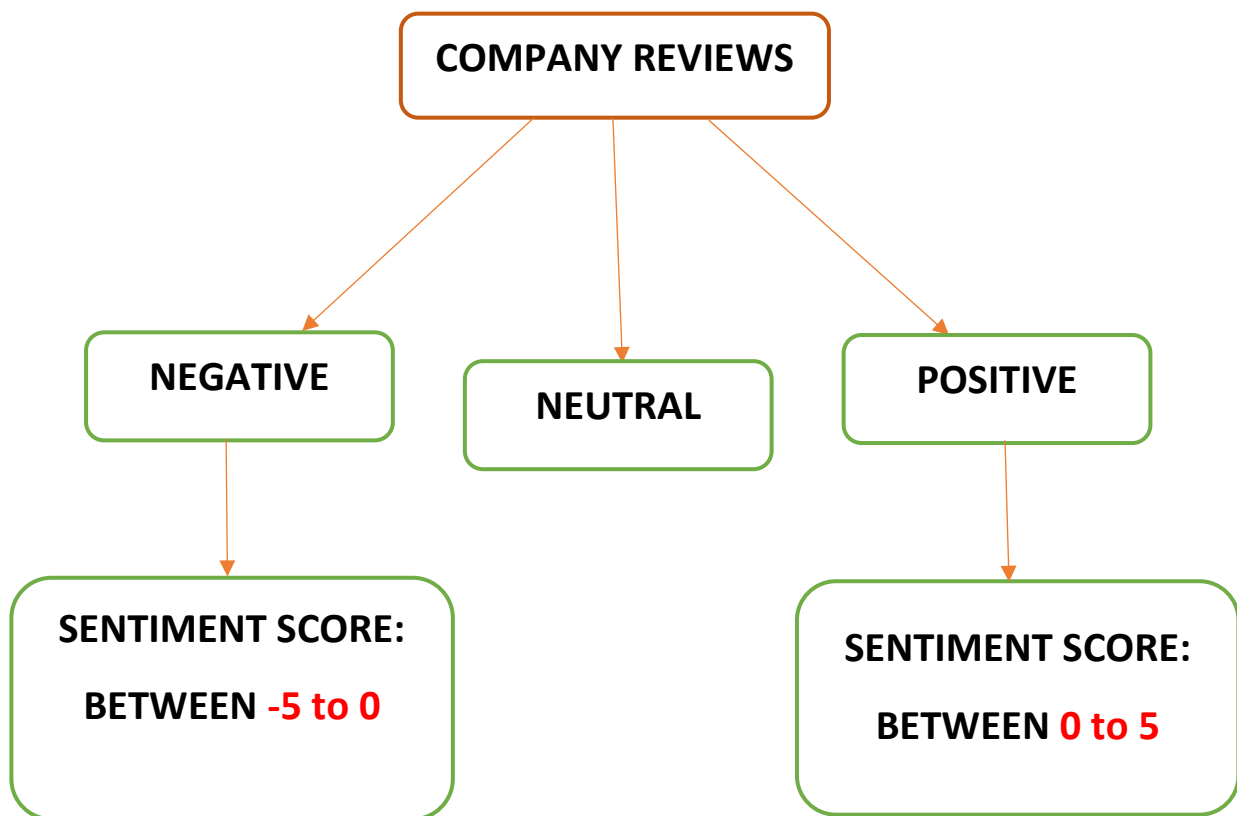 COMPANY REVIEWS
NEGATIVE
NEUTRAL
POSITIVE
SENTIMENT SCORE:
BETWEEN -5 to 0
SENTIMENT SCORE:
BETWEEN 0 to 5